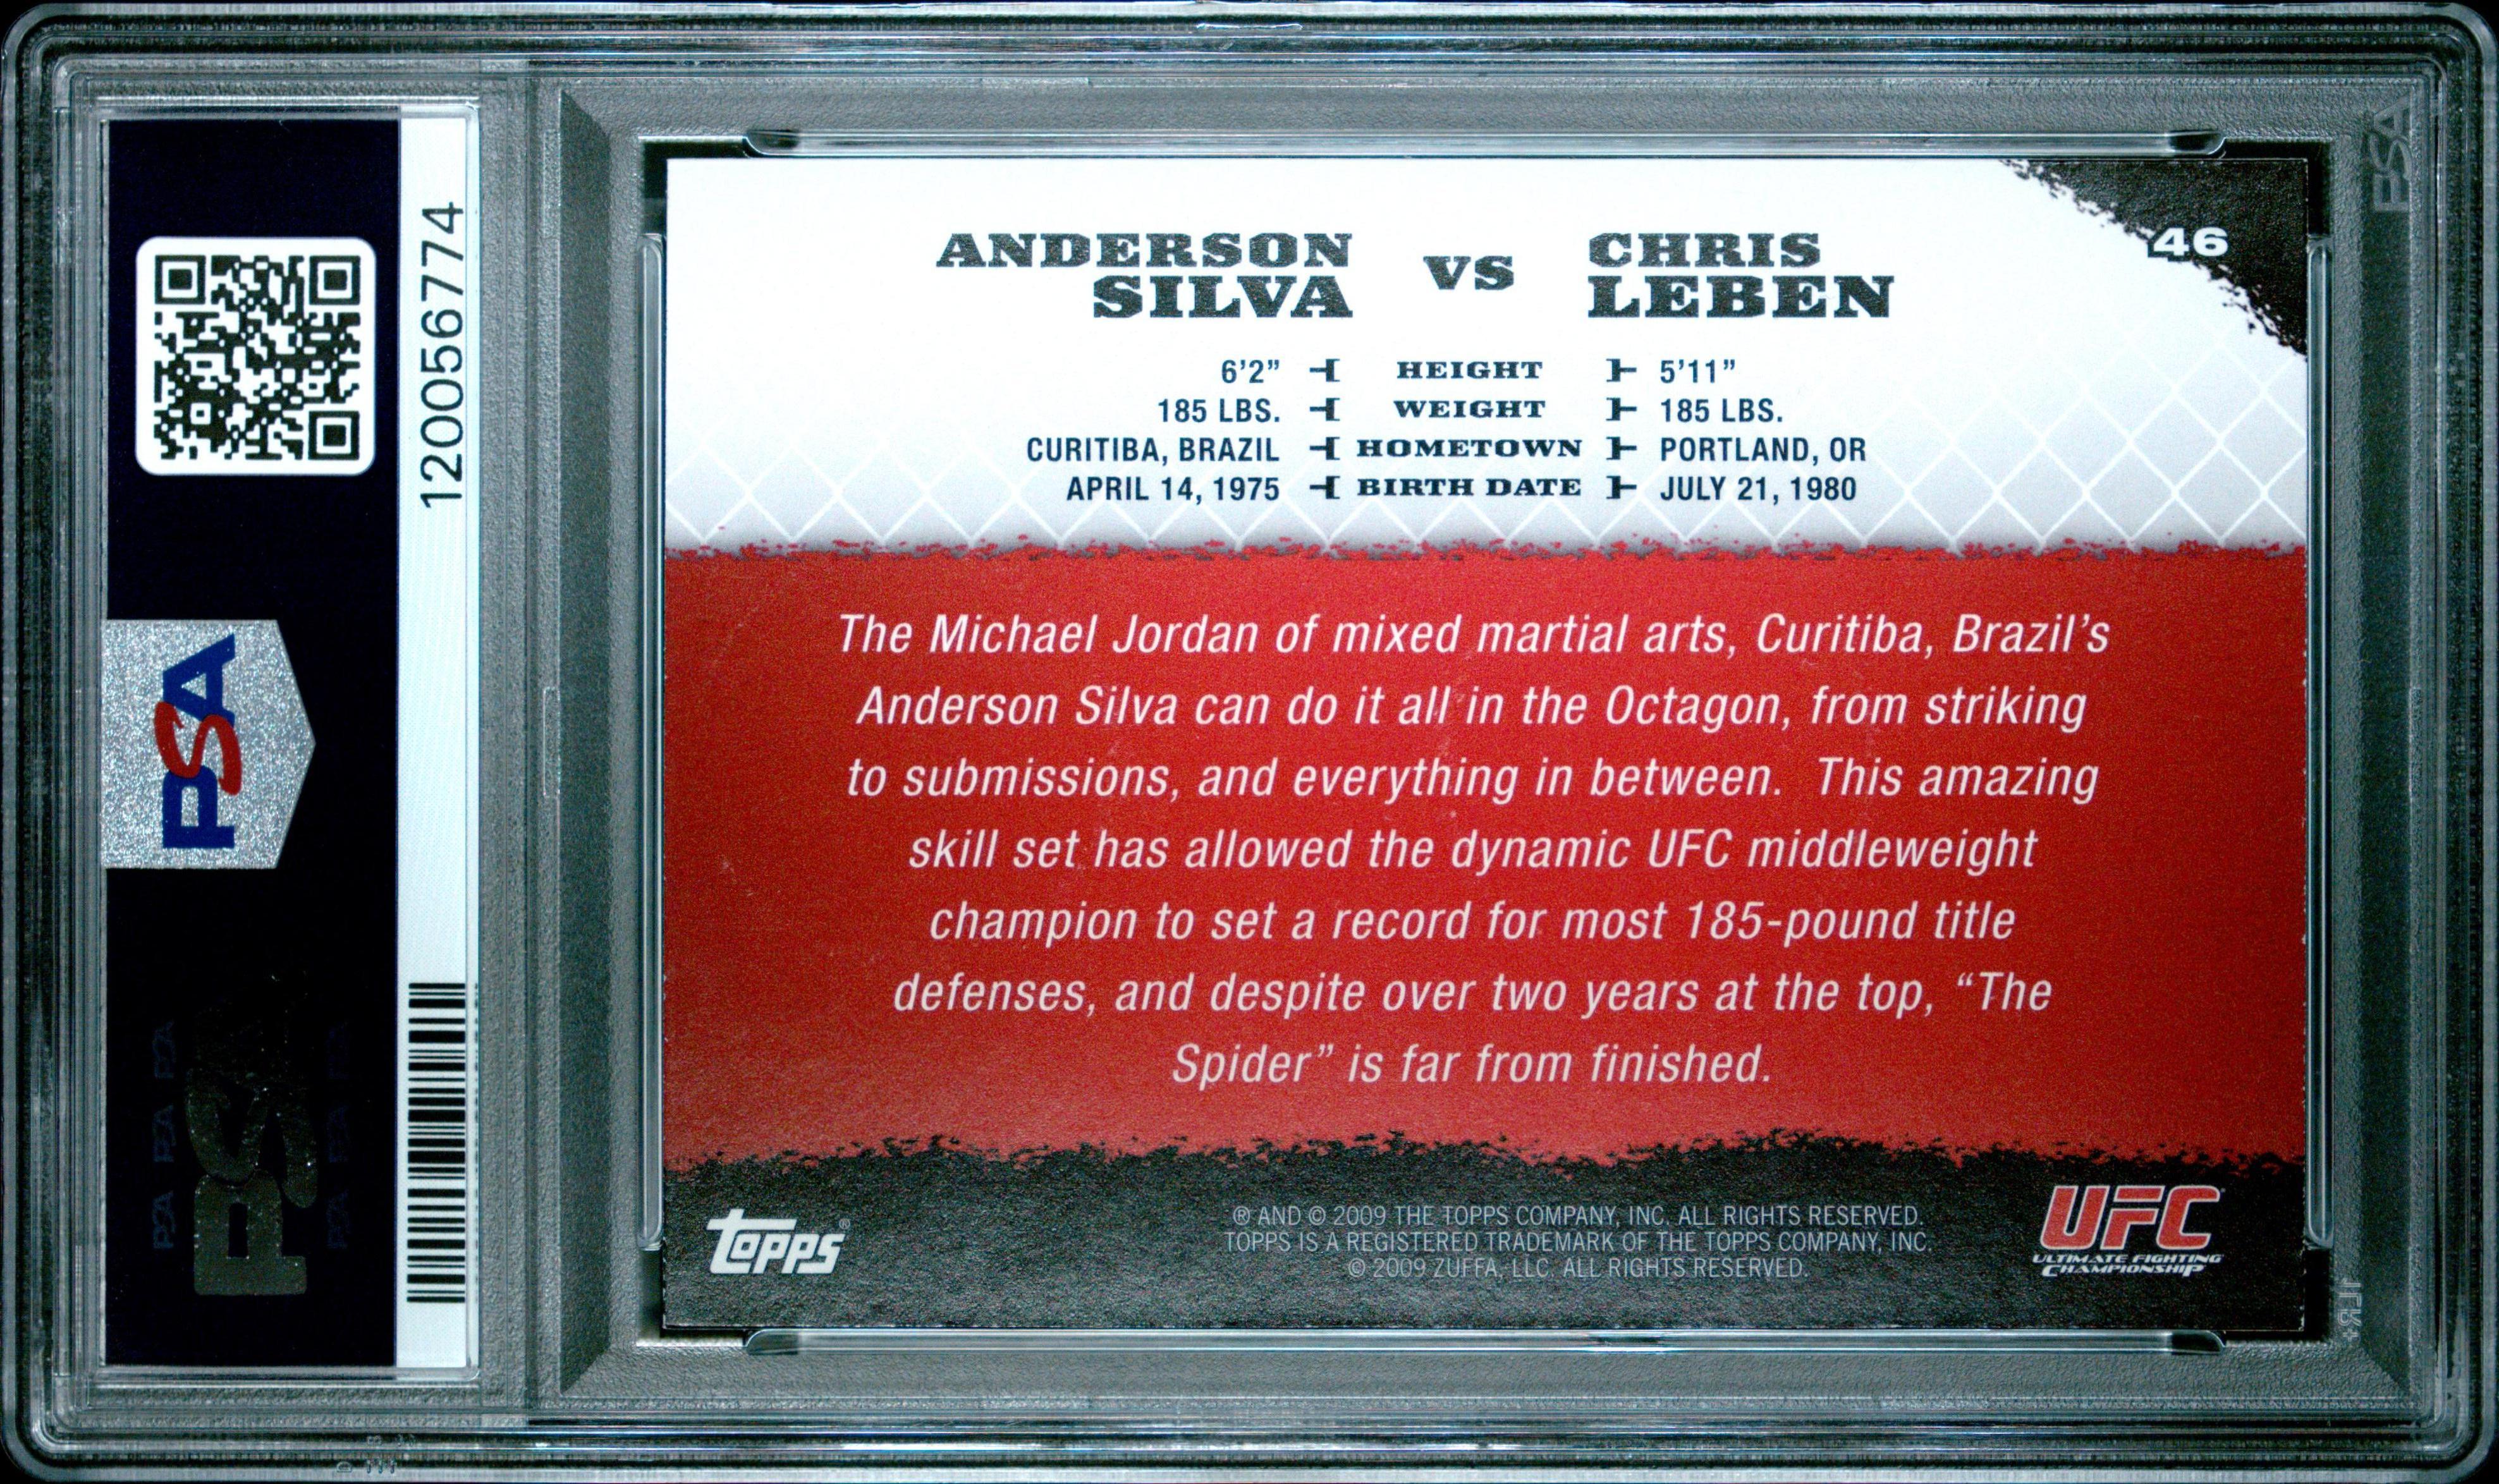 120056774
PSA
PSA
PSA
ANDERSON SILVA VS CHRIS LEBEN
46
6'2" HEIGHT 5'11"
185 LBS. WEIGHT 185 LBS.
CURITIBA, BRAZIL HOMETOWN PORTLAND, OR
APRIL 14, 1975 BIRTH DATE JULY 21, 1980
The Michael Jordan of mixed martial arts, Curitiba, Brazil's
Anderson Silva can do it all in the Octagon, from striking
to submissions, and everything in between. This amazing
skill set has allowed the dynamic UFC middleweight
champion to set a record for most 185-pound title
defenses, and despite over two years at the top, "The
Spider" is far from finished.
topps®
® AND © 2009 THE TOPPS COMPANY, INC. ALL RIGHTS RESERVED.
TOPPS IS A REGISTERED TRADEMARK OF THE TOPPS COMPANY, INC.
© 2009 ZUFFA, LLC. ALL RIGHTS RESERVED.
UFC
ULTIMATE FIGHTING
CHAMPIONSHIP